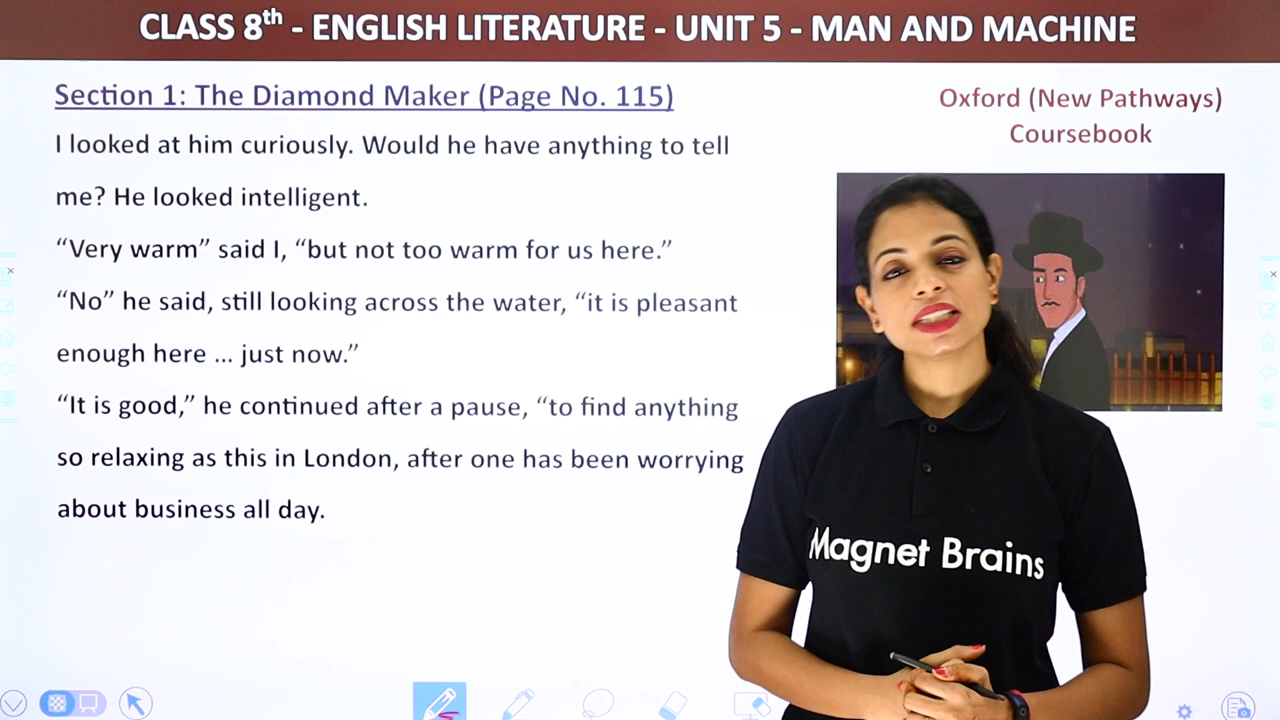 CLASS 8th - ENGLISH LITERATURE - UNIT 5 - MAN AND MACHINE
Section 1: The Diamond Maker (Page No. 115)
Oxford (New Pathways)
Coursebook
I looked at him curiously. Would he have anything to tell
me? He looked intelligent.
“Very warm” said I, “but not too warm for us here.”
“No” he said, still looking across the water, “it is pleasant
enough here ... just now.”
“It is good,” he continued after a pause, “to find anything
so relaxing as this in London, after one has been worrying
about business all day.
Magnet Brains